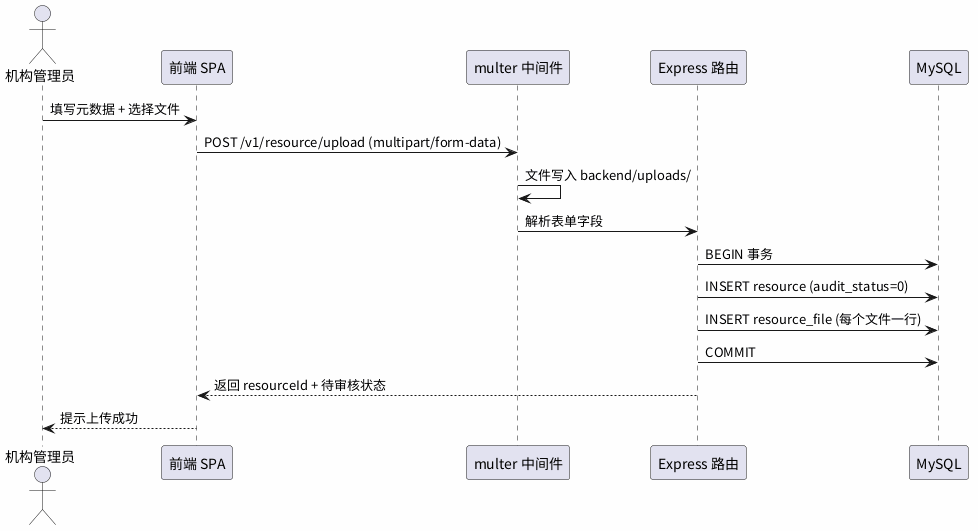 机构管理员
前端 SPA
multer 中间件
Express 路由
MySQL
填写元数据 + 选择文件
POST /v1/resource/upload (multipart/form-data)
文件写入 backend/uploads/
解析表单字段
BEGIN 事务
INSERT resource (audit_status=0)
INSERT resource_file (每个文件一行)
COMMIT
返回 resourceId + 待审核状态
提示上传成功
机构管理员
前端 SPA
multer 中间件
Express 路由
MySQL